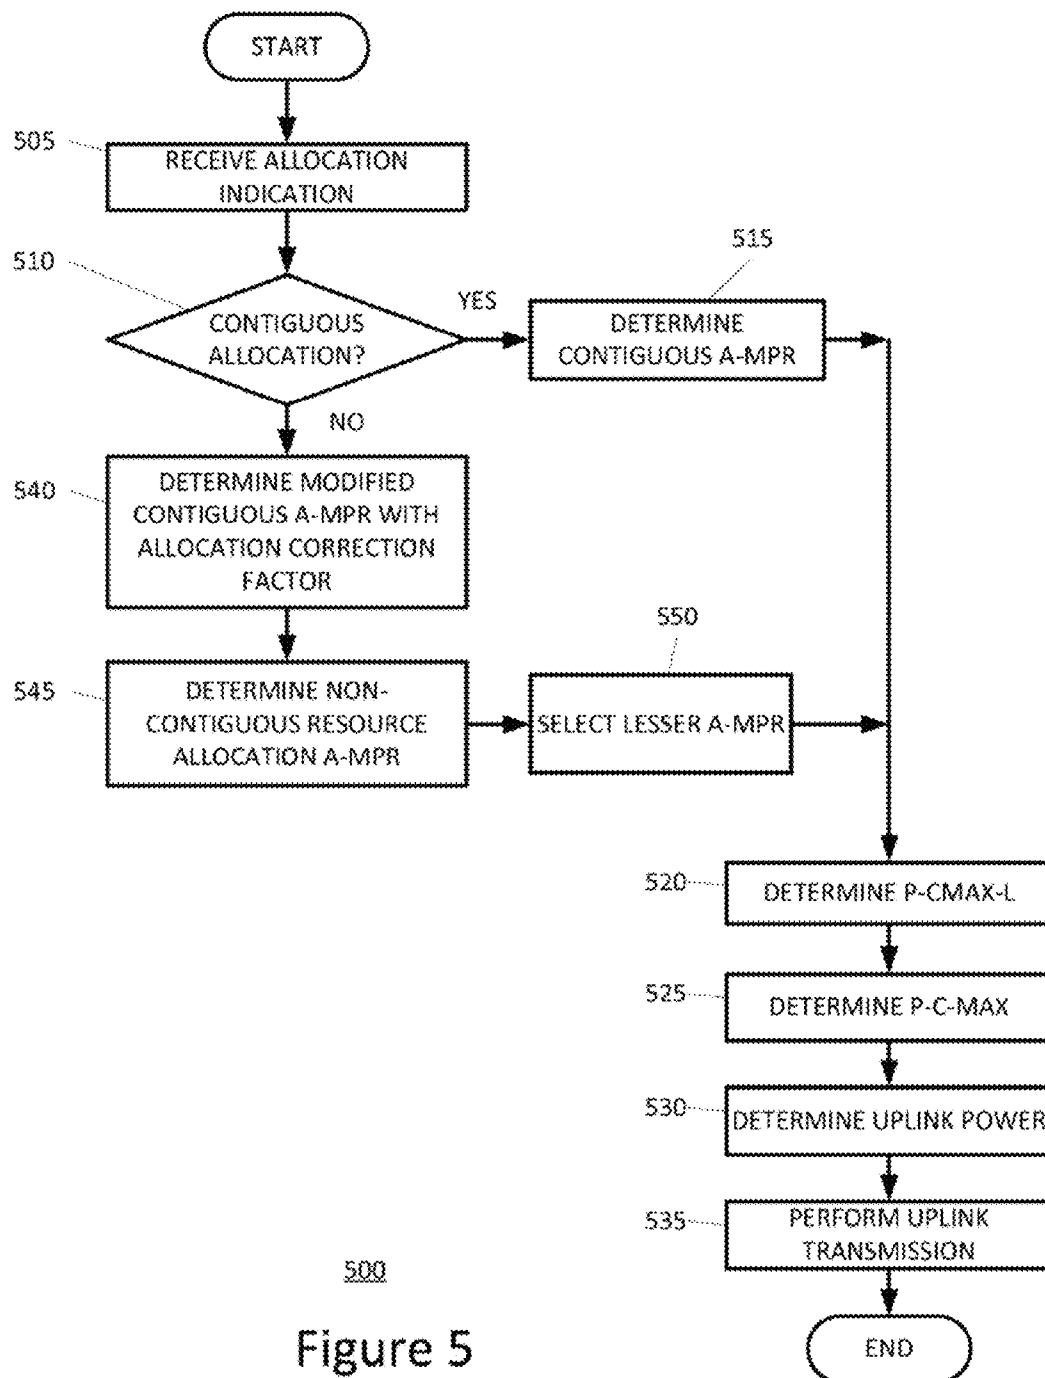 START
505
RECEIVE ALLOCATION
INDICATION
510
CONTIGUOUS
ALLOCATION?
YES
515
DETERMINE
CONTIGUOUS A-MPR
NO
540
DETERMINE MODIFIED
CONTIGUOUS A-MPR WITH
ALLOCATION CORRECTION
FACTOR
545
DETERMINE NON-
CONTIGUOUS RESOURCE
ALLOCATION A-MPR
550
SELECT LESSER A-MPR
520
DETERMINE P-CMAX-L
525
DETERMINE P-C-MAX
530
DETERMINE UPLINK POWER
535
PERFORM UPLINK
TRANSMISSION
500
END
Figure 5